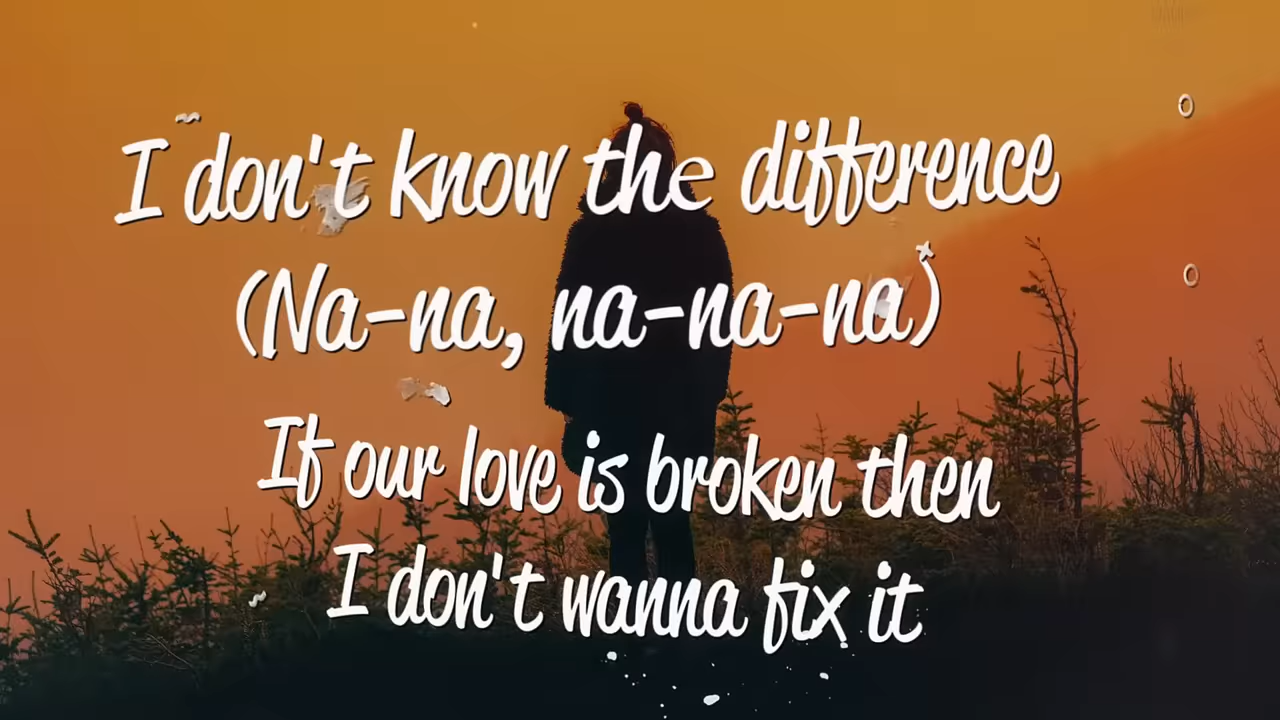 I don't know the difference
(Na-na, na-na-na)
If our love is broken then
I don't wanna fix it